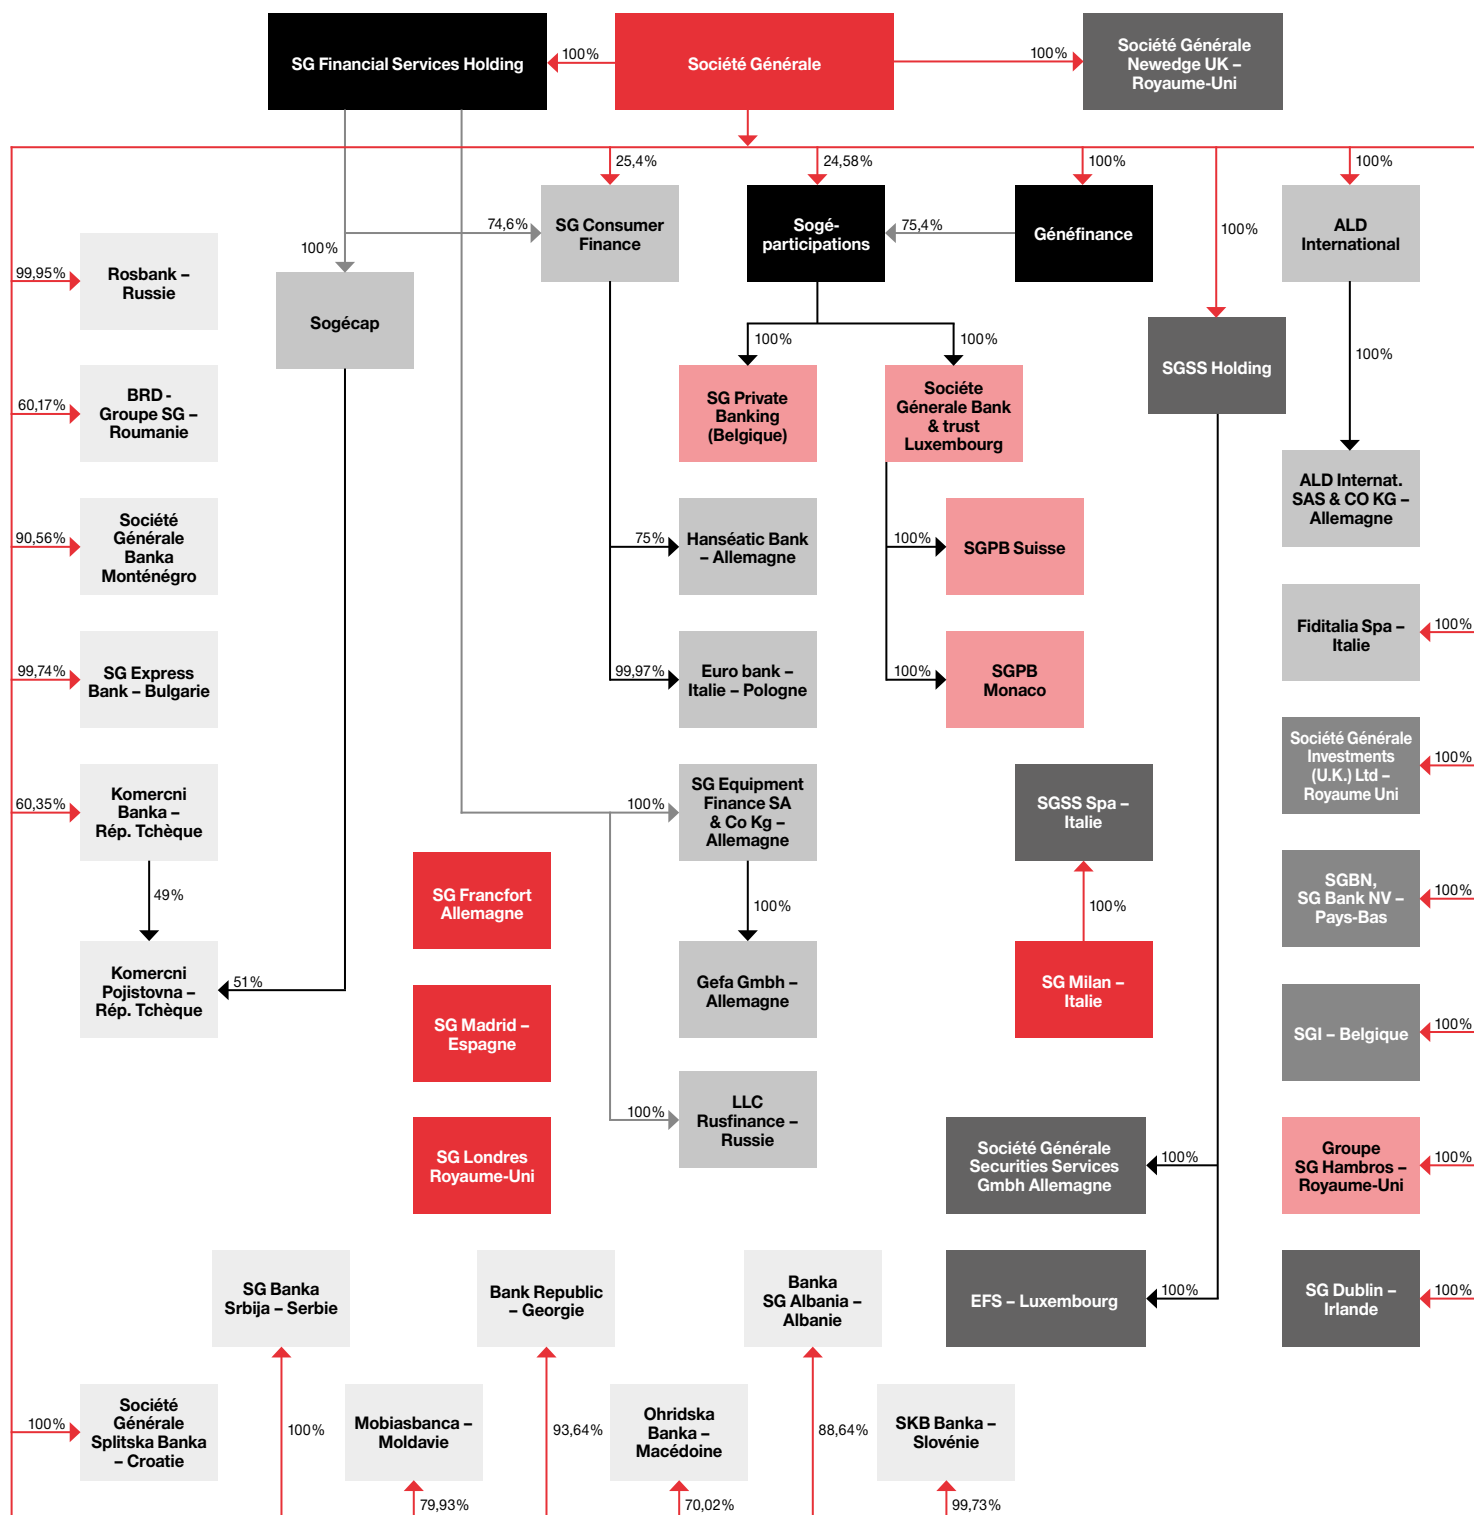 SG Financial Services Holding
100%
Société Générale
100%
Société Générale
Newedge UK –
Royaume-Uni
25,4%
24,58%
100%
100%
100%
74,6%
SG Consumer
Finance
Sogé-
participations
75,4%
Généfinance
ALD
International
100%
99,95%
Rosbank –
Russie
Sogécap
100%
100%
100%
SGSS Holding
60,17%
BRD -
Groupe SG –
Roumanie
SG Private
Banking
(Belgique)
Sociéte
Génerale Bank
& trust
Luxembourg
90,56%
Société
Générale
Banka
Monténégro
75%
Hanséatic Bank
– Allemagne
100%
SGPB Suisse
ALD Internat.
SAS & CO KG –
Allemagne
99,74%
SG Express
Bank – Bulgarie
99,97%
Euro bank –
Italie – Pologne
100%
SGPB
Monaco
Fiditalia Spa –
Italie
100%
60,35%
Komercni
Banka –
Rép. Tchèque
100%
SG Equipment
Finance SA
& Co Kg –
Allemagne
SGSS Spa –
Italie
Société Générale
Investments
(U.K.) Ltd –
Royaume Uni
100%
49%
SG Francfort
Allemagne
100%
100%
SGBN,
SG Bank NV –
Pays-Bas
100%
Komercni
Pojistovna –
Rép. Tchèque
51%
SG Madrid –
Espagne
Gefa Gmbh –
Allemagne
SG Milan –
Italie
SGI – Belgique
100%
SG Londres
Royaume-Uni
100%
LLC
Rusfinance –
Russie
Société Générale
Securities Services
Gmbh Allemagne
100%
Groupe
SG Hambros –
Royaume-Uni
100%
SG Banka
Srbija – Serbie
Bank Republic
– Georgie
Banka
SG Albania –
Albanie
EFS – Luxembourg
100%
SG Dublin –
Irlande
100%
100%
Société
Générale
Splitska Banka
– Croatie
100%
Mobiasbanca –
Moldavie
93,64%
Ohridska
Banka –
Macédoine
88,64%
SKB Banka –
Slovénie
79,93%
70,02%
99,73%